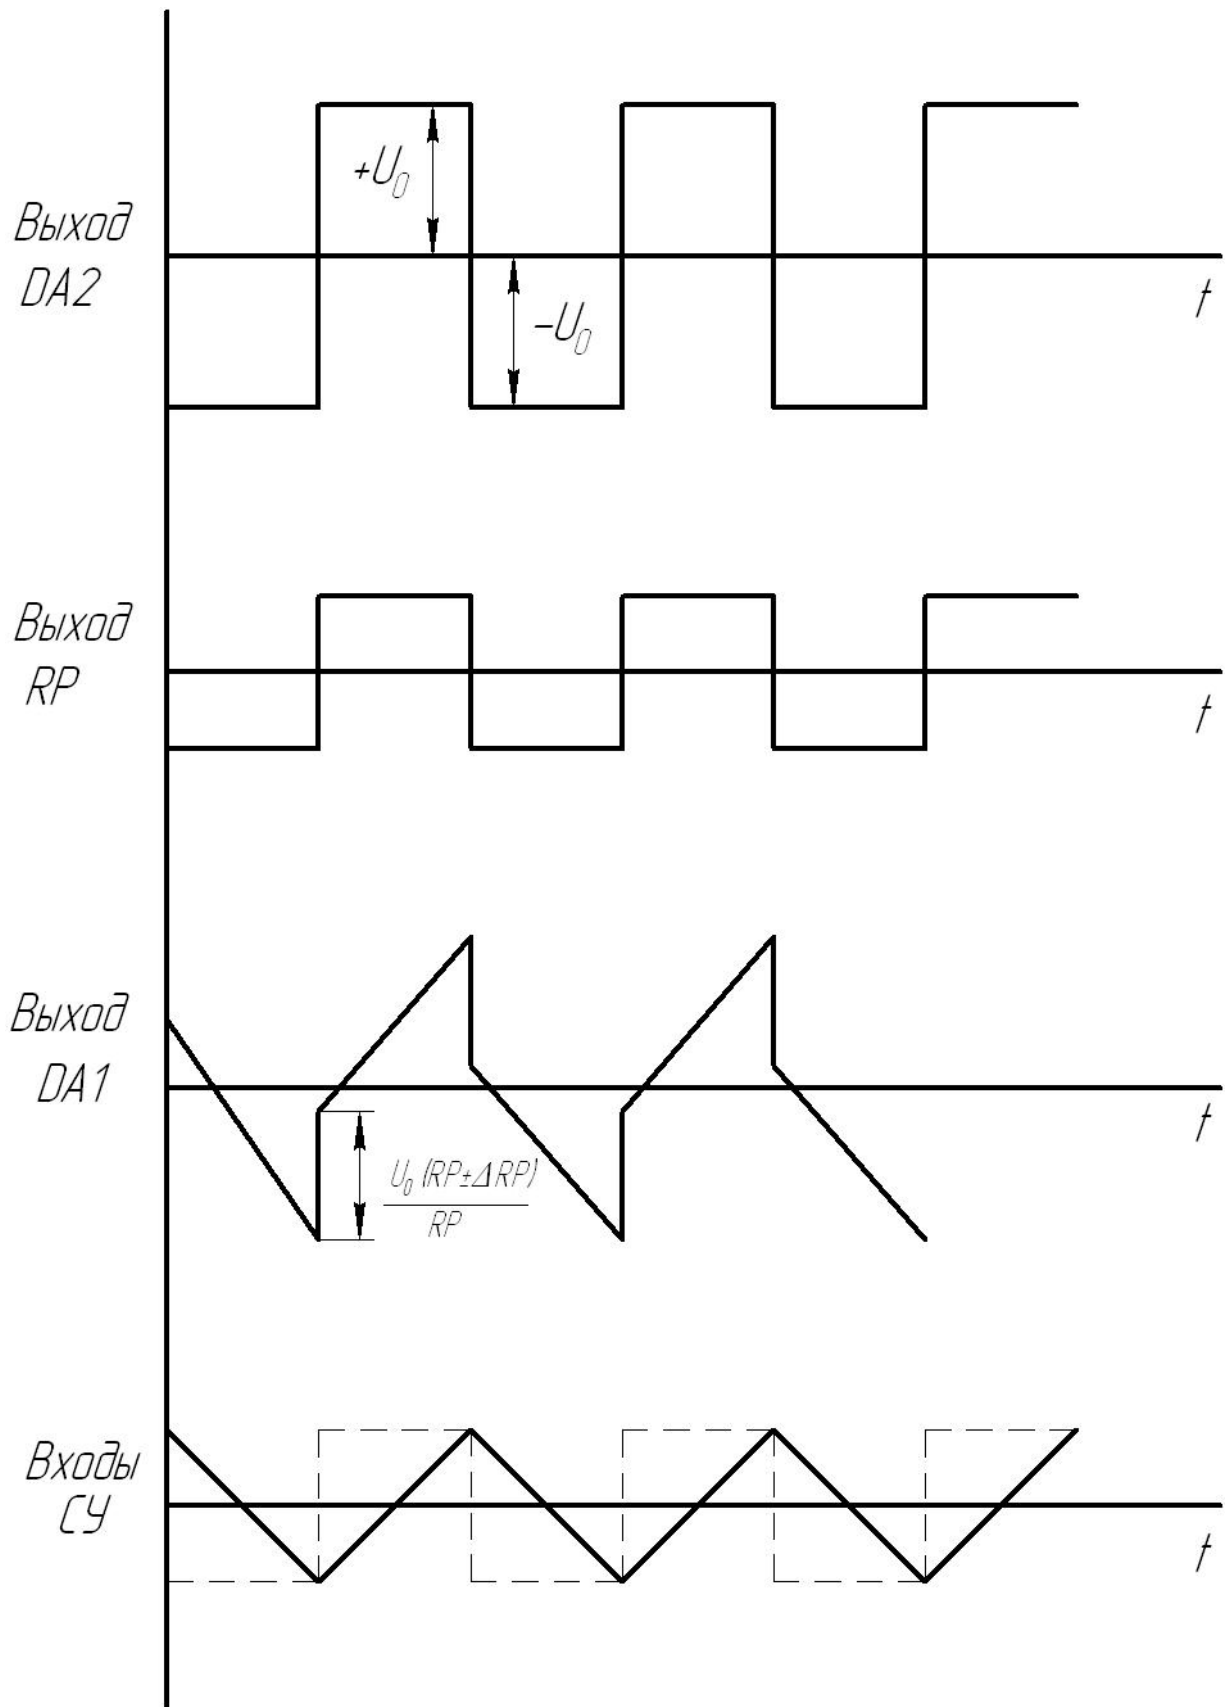 +U₀
Выход
DA2
t
−U₀
Выход
RP
t
Выход
DA1
t
U₀ (RP±ΔRP)
RP
Входы
СУ
t